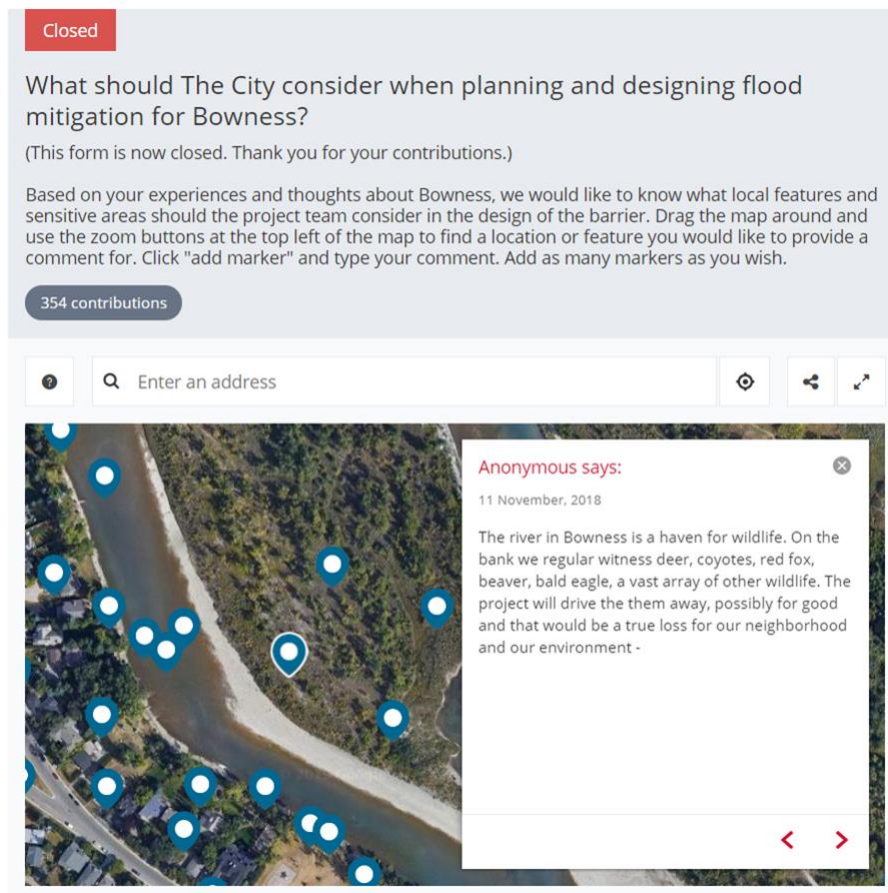 Closed
What should The City consider when planning and designing flood
mitigation for Bowness?
(This form is now closed. Thank you for your contributions.)
Based on your experiences and thoughts about Bowness, we would like to know what local features and
sensitive areas should the project team consider in the design of the barrier. Drag the map around and
use the zoom buttons at the top left of the map to find a location or feature you would like to provide a
comment for. Click "add marker" and type your comment. Add as many markers as you wish.
354 contributions
Enter an address
Anonymous says:
11 November, 2018
The river in Bowness is a haven for wildlife. On the
bank we regular witness deer, coyotes, red fox,
beaver, bald eagle, a vast array of other wildlife. The
project will drive the them away, possibly for good
and that would be a true loss for our neighborhood
and our environment -